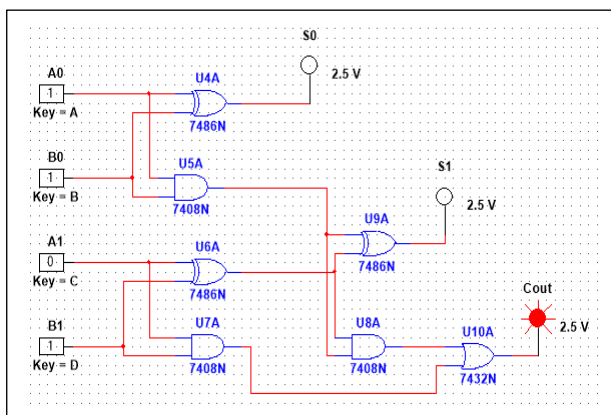 S0
2.5 V
A0
1
Key = A
U4A
7486N
B0
1
Key = B
U5A
7408N
S1
2.5 V
U9A
7486N
A1
0
Key = C
U6A
7486N
Cout
2.5 V
B1
1
Key = D
U7A
7408N
U8A
7408N
U10A
7432N